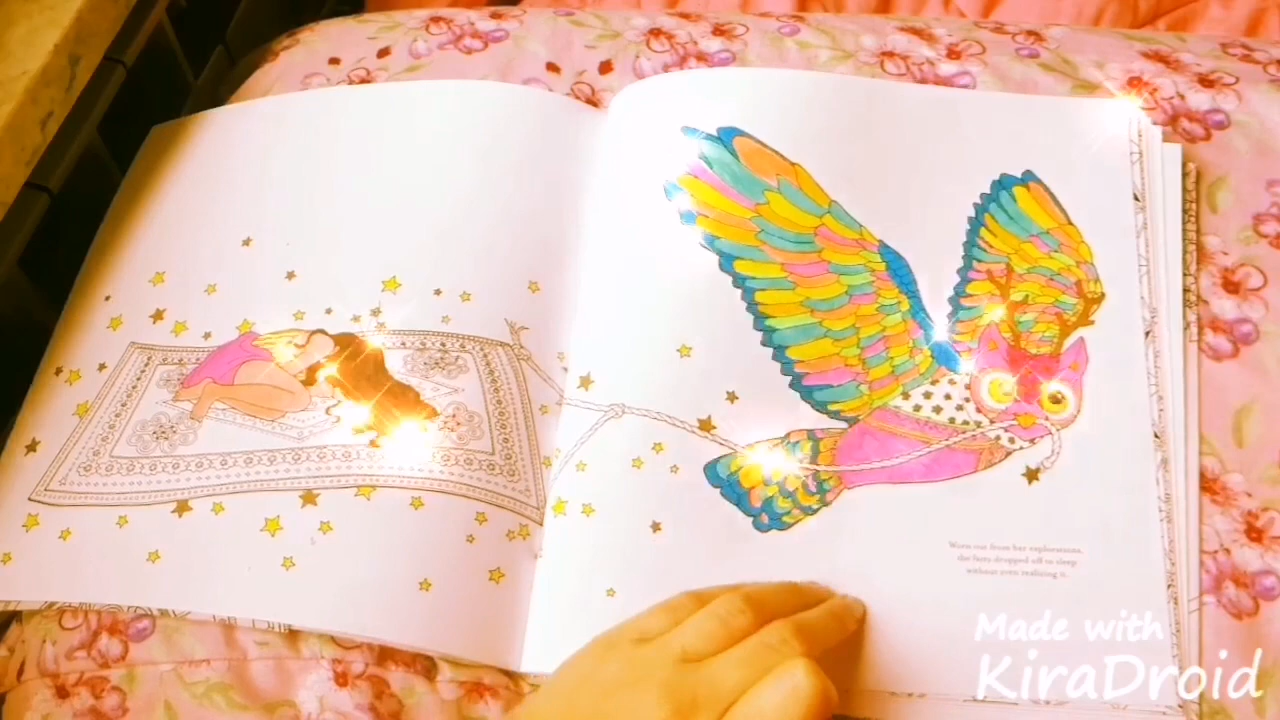 Worn out from her explorations,
the fairy dropped off to sleep
without even realizing it.
Made with
KiraDroid